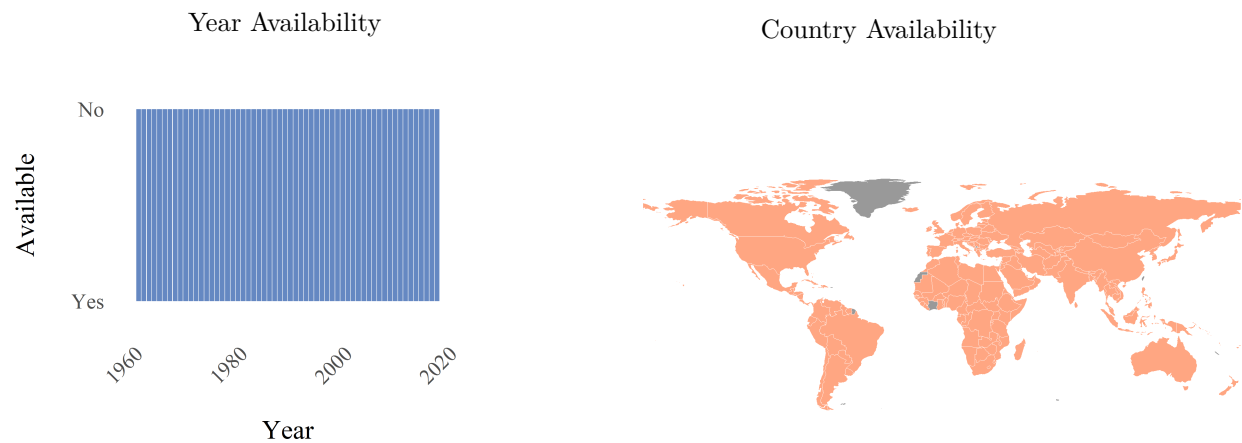 Year Availability
No
Available
Yes
1960
1980
2000
2020
Year
Country Availability